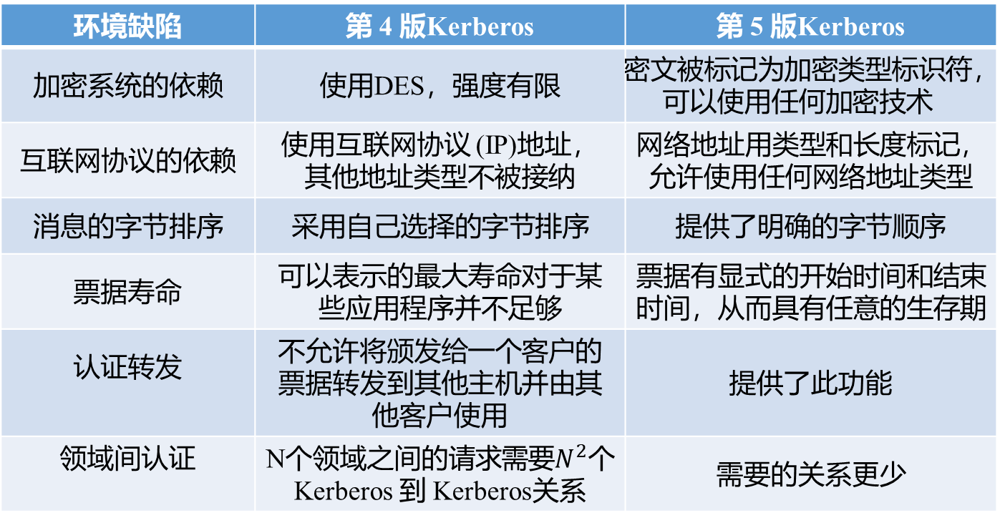 环境缺陷
第 4 版Kerberos
第 5 版Kerberos
加密系统的依赖
使用DES，强度有限
密文被标记为加密类型标识符，
可以使用任何加密技术
互联网协议的依赖
使用互联网协议 (IP)地址，
其他地址类型不被接纳
网络地址用类型和长度标记，
允许使用任何网络地址类型
消息的字节排序
采用自己选择的字节排序
提供了明确的字节顺序
票据寿命
可以表示的最大寿命对于某
些应用程序并不足够
票据有显式的开始时间和结束
时间，从而具有任意的生存期
认证转发
不允许将颁发给一个客户的
票据转发到其他主机并由其
他客户使用
提供了此功能
领域间认证
N个领域之间的请求需要𝑁²个
Kerberos 到 Kerberos关系
需要的关系更少